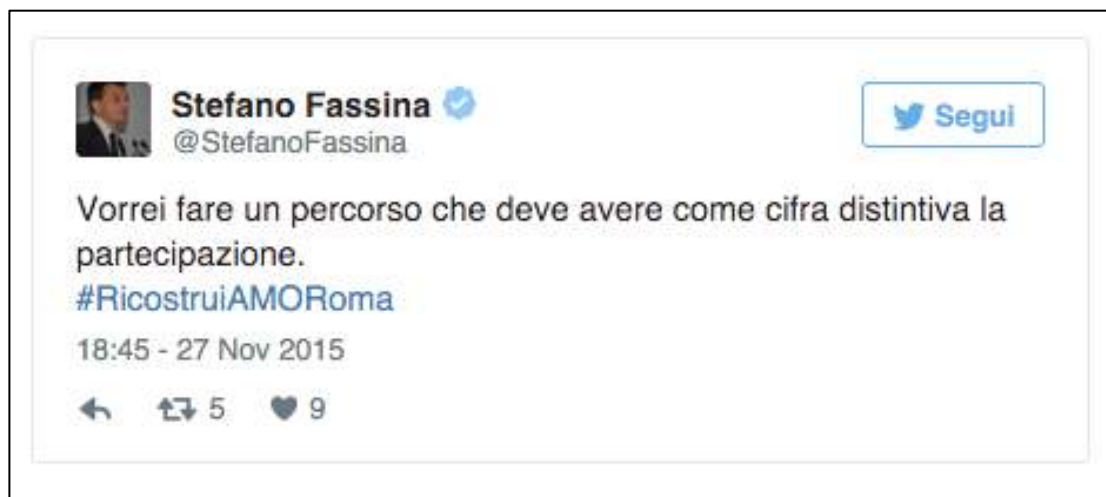 Stefano Fassina
@StefanoFassina
Segui
Vorrei fare un percorso che deve avere come cifra distintiva la
partecipazione.
#RicostruiAMORoma
18:45 - 27 Nov 2015
5 9